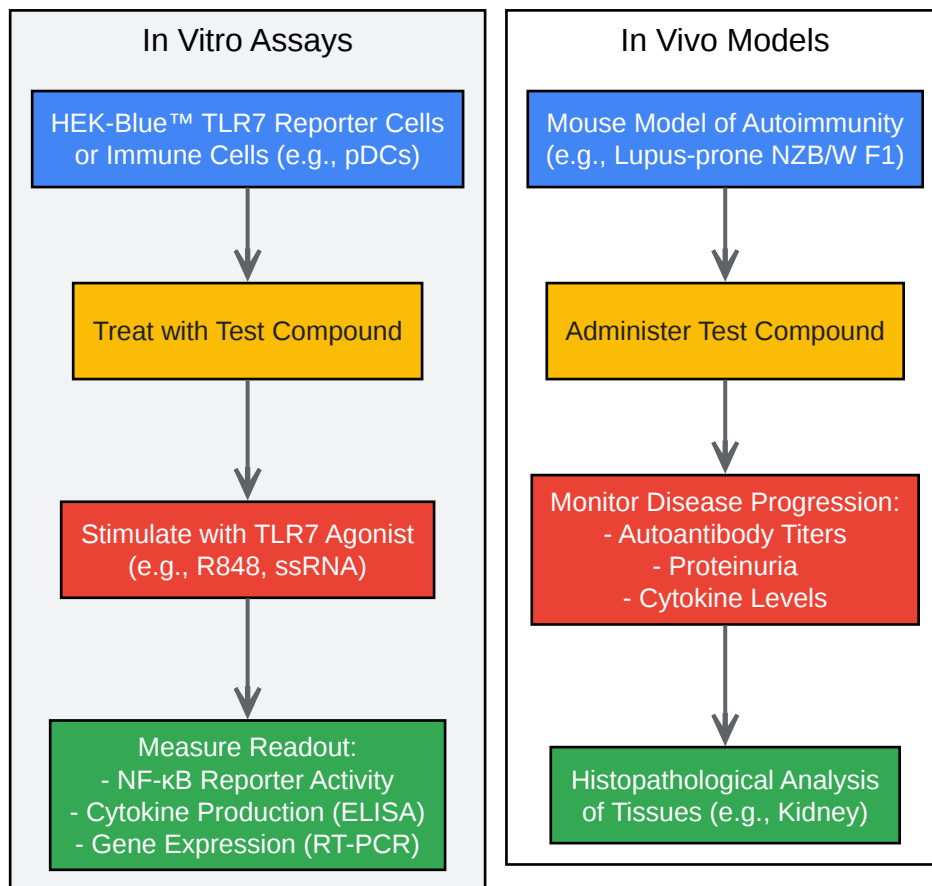 In Vitro Assays
HEK-Blue™ TLR7 Reporter Cells
or Immune Cells (e.g., pDCs)
Treat with Test Compound
Stimulate with TLR7 Agonist
(e.g., R848, ssRNA)
Measure Readout:
- NF-κB Reporter Activity
- Cytokine Production (ELISA)
- Gene Expression (RT-PCR)
In Vivo Models
Mouse Model of Autoimmunity
(e.g., Lupus-prone NZB/W F1)
Administer Test Compound
Monitor Disease Progression:
- Autoantibody Titers
- Proteinuria
- Cytokine Levels
Histopathological Analysis
of Tissues (e.g., Kidney)